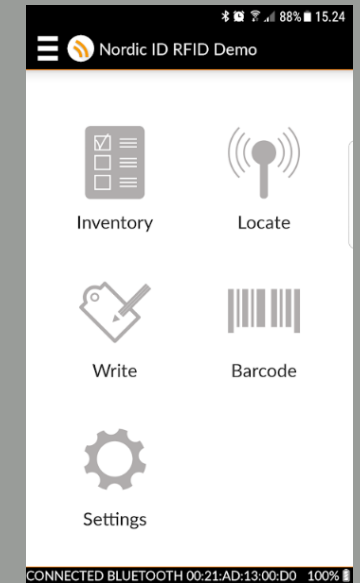 88% 15.24
Nordic ID RFID Demo
Inventory
Locate
Write
Barcode
Settings
CONNECTED BLUETOOTH 00:21:AD:13:00:D0 100%